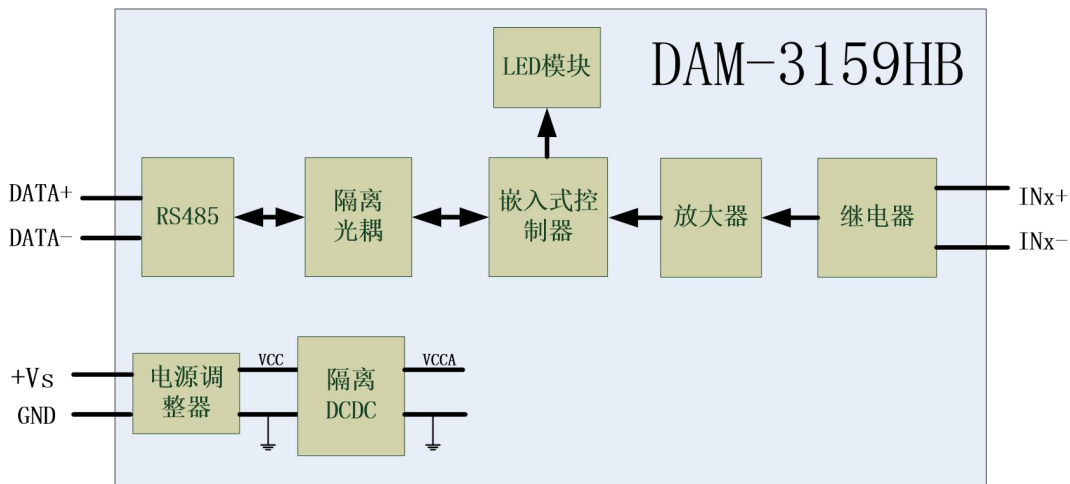 LED模块
DAM-3159HB
DATA+
DATA-
RS485
隔离
光耦
嵌入式控
制器
放大器
继电器
INx+
INx-
+Vs
GND
电源调
整器
VCC
隔离
DCDC
VCCA